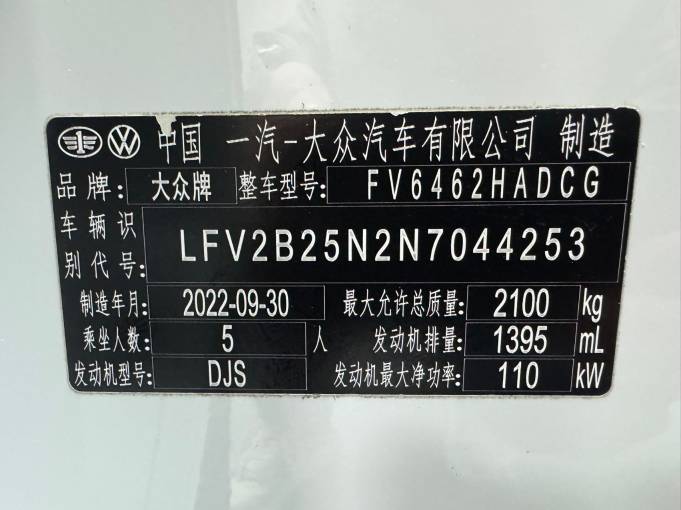 中国 一汽-大众汽车有限公司 制造
品牌: 大众牌 整车型号: FV6462HADCG
车辆识别代号: LFV2B25N2N7044253
制造年月: 2022-09-30 最大允许总质量: 2100 kg
乘坐人数: 5 人 发动机排量: 1395 mL
发动机型号: DJS 发动机最大净功率: 110 kW